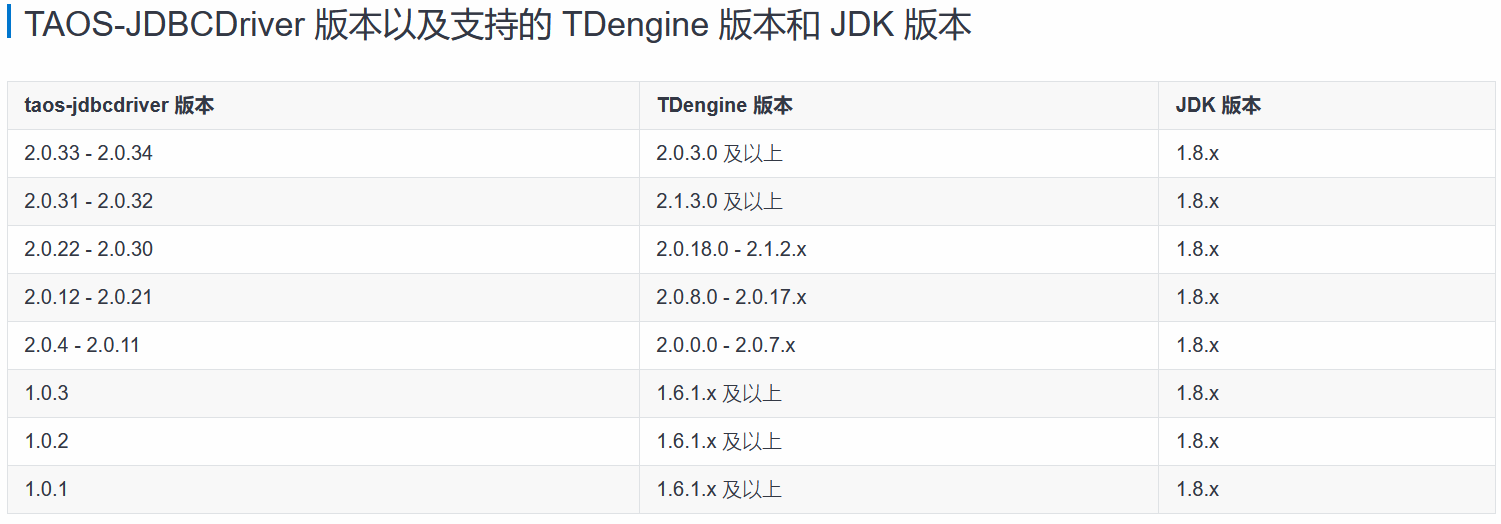 TAOS-JDBCDriver 版本以及支持的 TDengine 版本和 JDK 版本
taos-jdbcdriver 版本 TDengine 版本 JDK 版本
2.0.33 - 2.0.34 2.0.3.0 及以上 1.8.x
2.0.31 - 2.0.32 2.1.3.0 及以上 1.8.x
2.0.22 - 2.0.30 2.0.18.0 - 2.1.2.x 1.8.x
2.0.12 - 2.0.21 2.0.8.0 - 2.0.17.x 1.8.x
2.0.4 - 2.0.11 2.0.0.0 - 2.0.7.x 1.8.x
1.0.3 1.6.1.x 及以上 1.8.x
1.0.2 1.6.1.x 及以上 1.8.x
1.0.1 1.6.1.x 及以上 1.8.x